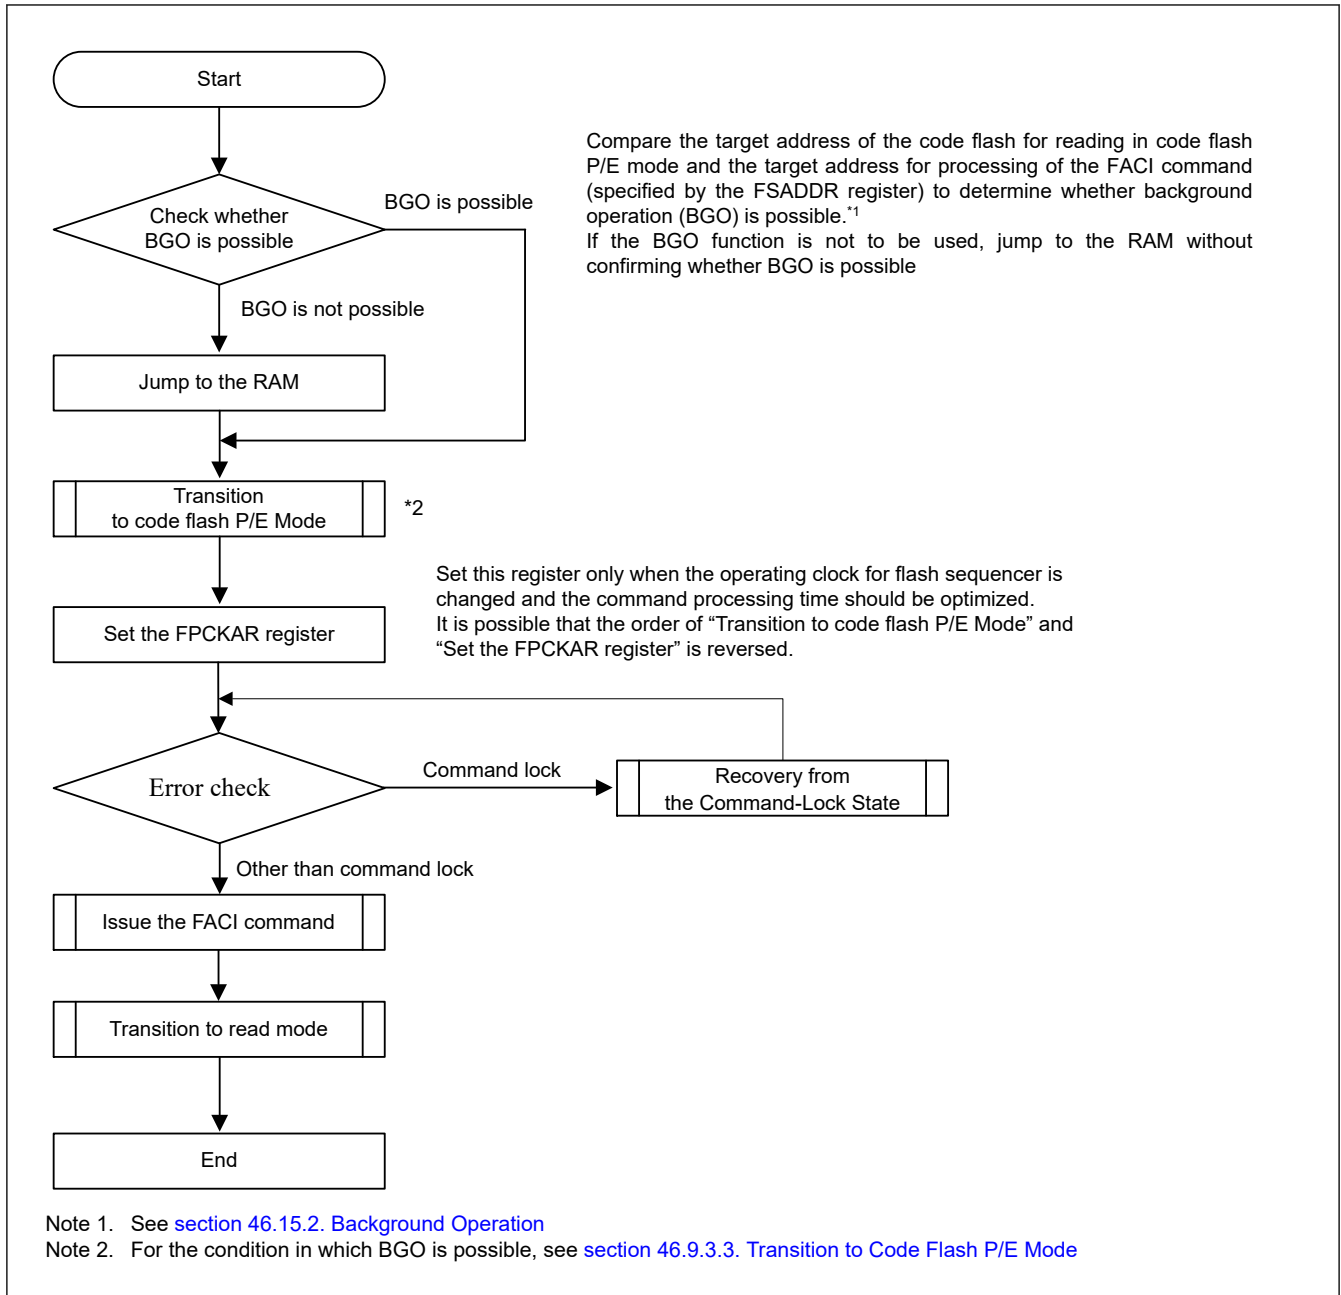 Start
Compare the target address of the code flash for reading in code flash
P/E mode and the target address for processing of the FACI command
(specified by the FSADDR register) to determine whether background
operation (BGO) is possible.*1
If the BGO function is not to be used, jump to the RAM without
confirming whether BGO is possible
Check whether
BGO is possible
BGO is possible
BGO is not possible
Jump to the RAM
Transition
to code flash P/E Mode
*2
Set this register only when the operating clock for flash sequencer is
changed and the command processing time should be optimized.
It is possible that the order of “Transition to code flash P/E Mode” and
“Set the FPCKAR register” is reversed.
Set the FPCKAR register
Error check
Command lock
Recovery from
the Command-Lock State
Other than command lock
Issue the FACI command
Transition to read mode
End
Note 1. See section 46.15.2. Background Operation
Note 2. For the condition in which BGO is possible, see section 46.9.3.3. Transition to Code Flash P/E Mode